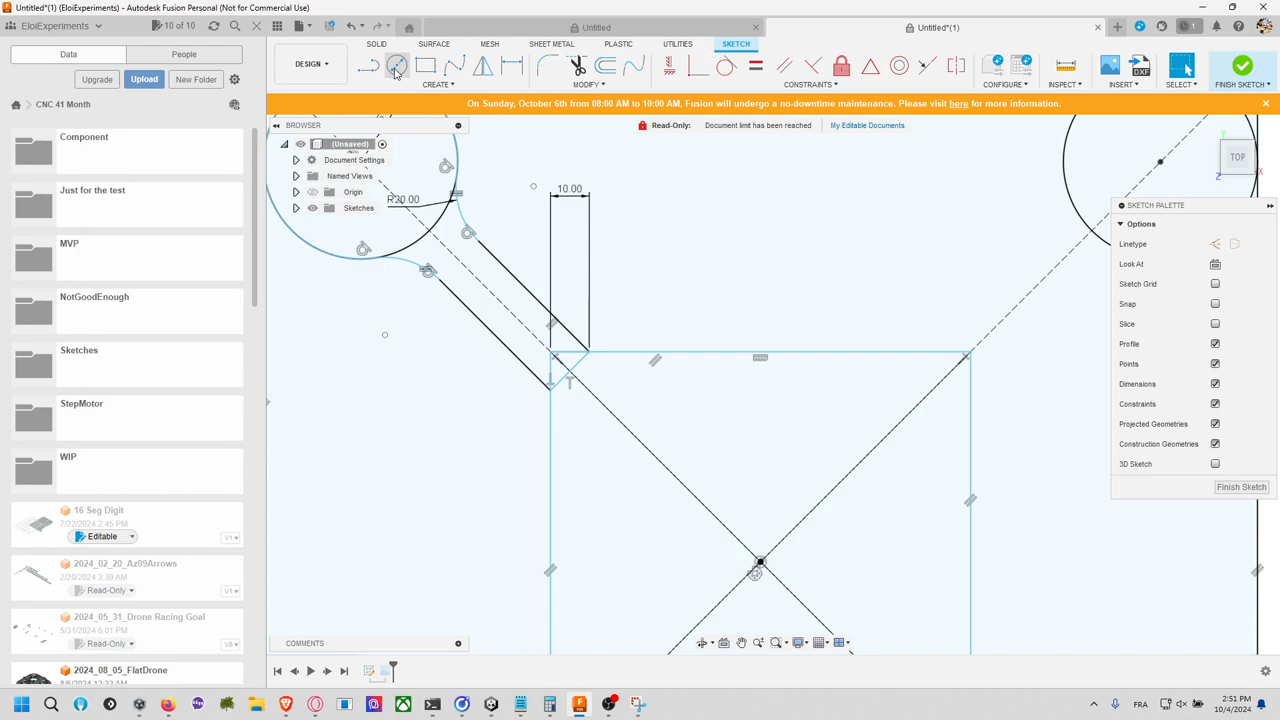 Untitled*(1) (EloiExperiments) - Autodesk Fusion Personal (Not for Commercial Use)
EloiExperiments
10 of 10
Untitled
Untitled*(1)
1
Data
People
Upgrade
Upload
New Folder
CNC 41 Month
Component
Just for the test
MVP
NotGoodEnough
Sketches
StepMotor
WIP
16 Seg Digit
7/22/2024 2:45 PM
Editable
V1
2024_02_20_Az09Arrows
2/20/2024 3:39 AM
Read-Only
V1
2024_05_31_Drone Racing Goal
5/31/2024 6:01 PM
Read-Only
2024_08_05_FlatDrone
DESIGN
SOLID
SURFACE
MESH
SHEET METAL
PLASTIC
UTILITIES
SKETCH
CREATE
MODIFY
CONSTRAINTS
CONFIGURE
INSPECT
INSERT
SELECT
FINISH SKETCH
On Sunday, October 6th from 08:00 AM to 10:00 AM, Fusion will undergo a no-downtime maintenance. Please visit here for more information.
BROWSER
Read-Only:
Document limit has been reached
My Editable Documents
(Unsaved)
Document Settings
Named Views
Origin
Sketches
R20.00
10.00
TOP
Y
X
Z
SKETCH PALETTE
Options
Linetype
Look At
Sketch Grid
Snap
Slice
Profile
Points
Dimensions
Constraints
Projected Geometries
Construction Geometries
3D Sketch
Finish Sketch
COMMENTS
FRA
2:51 PM
10/4/2024